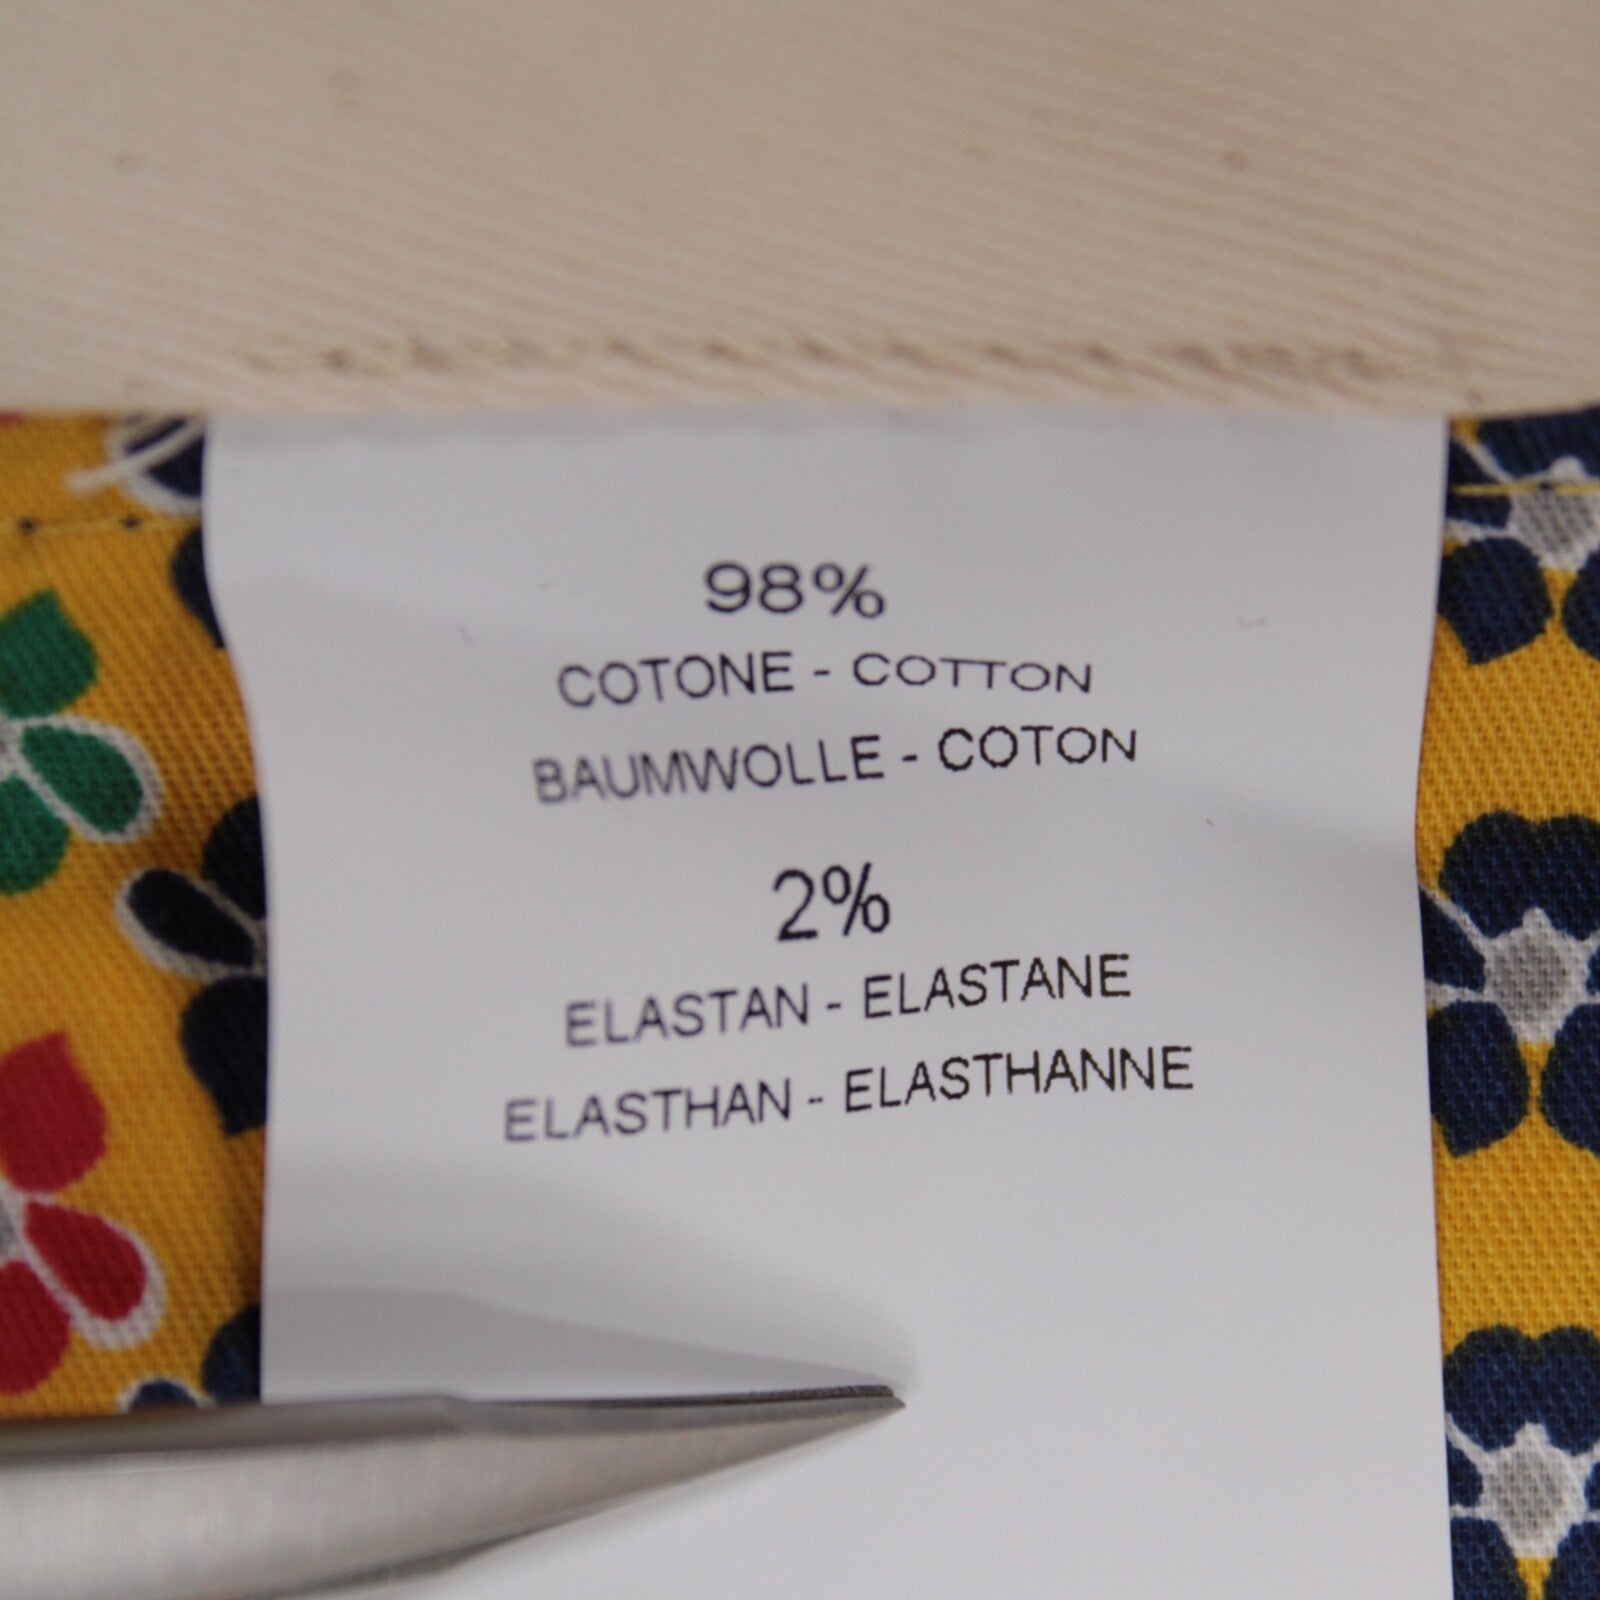 98%
COTONE - COTTON
BAUMWOLLE - COTON
2%
ELASTAN - ELASTANE
ELASTHAN - ELASTHANNE